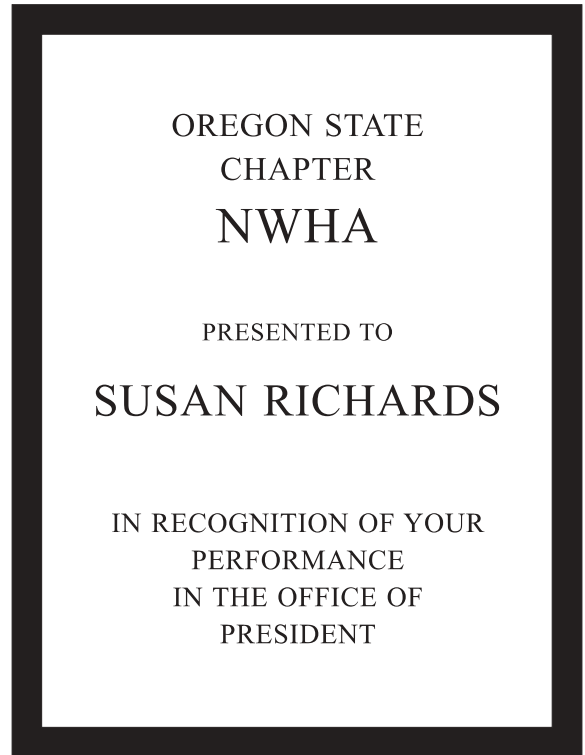 OREGON STATE
CHAPTER
NWHA
PRESENTED TO
SUSAN RICHARDS
IN RECOGNITION OF YOUR
PERFORMANCE
IN THE OFFICE OF
PRESIDENT